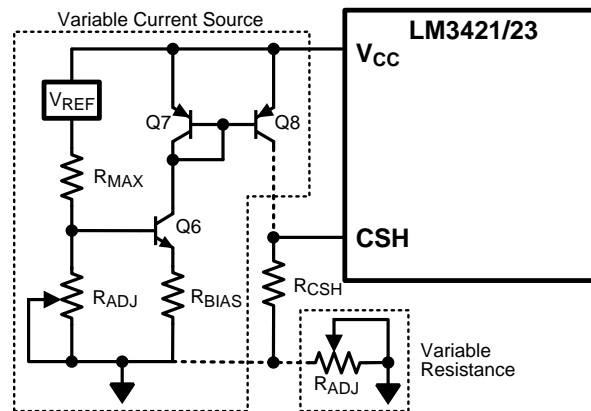 Variable Current Source
LM3421/23
VCC
VREF
Q7
Q8
RMAX
Q6
CSH
RADJ
RBIAS
RCSH
RADJ
Variable
Resistance